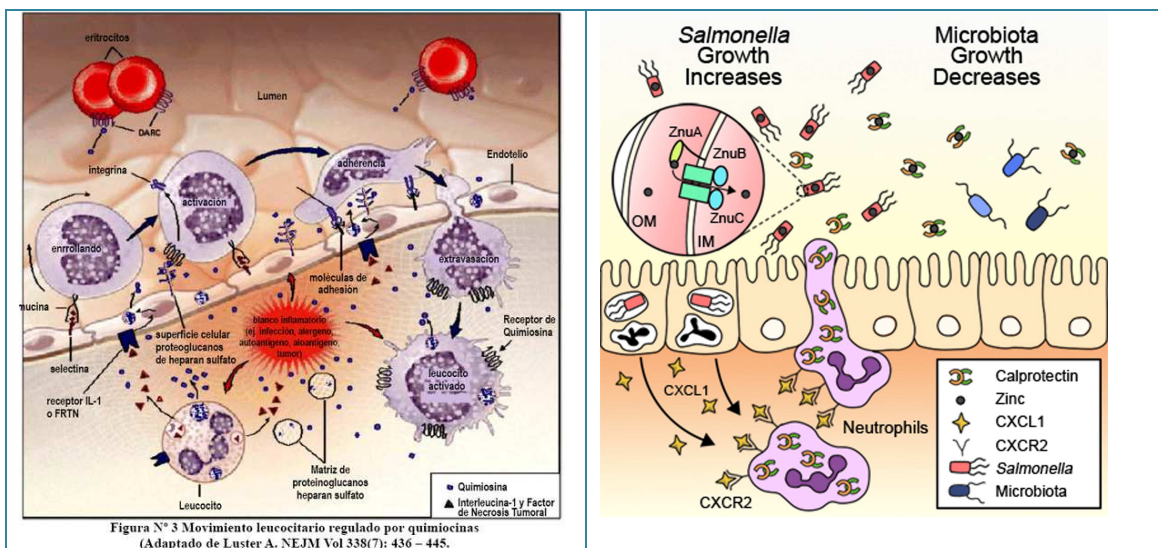 eritrocitos
Lumen
DARC
integrina
adherencia
Endotelio
activación
enrrollando
extravasación
moléculas de
adhesión
mucina
blanco inflamatorio
(ej. infección, alergeno,
autoantígeno, aloantígeno,
tumor)
Receptor de
Quimiosina
superficie celular
proteoglucanos
de heparan sulfato
selectina
leucocito
activado
receptor IL-1
o FRTN
Matriz de
proteinoglucanos
heparan sulfato
Leucocito
Quimiosina
Interleucina-1 y Factor
de Necrosis Tumoral
Figura Nº 3 Movimiento leucocitario regulado por quimiocinas
(Adaptado de Luster A. NEJM Vol 338(7): 436 – 445.
Salmonella
Growth
Increases
Microbiota
Growth
Decreases
ZnuA
ZnuB
ZnuC
OM
IM
CXCL1
Neutrophils
CXCR2
Calprotectin
Zinc
CXCL1
CXCR2
Salmonella
Microbiota